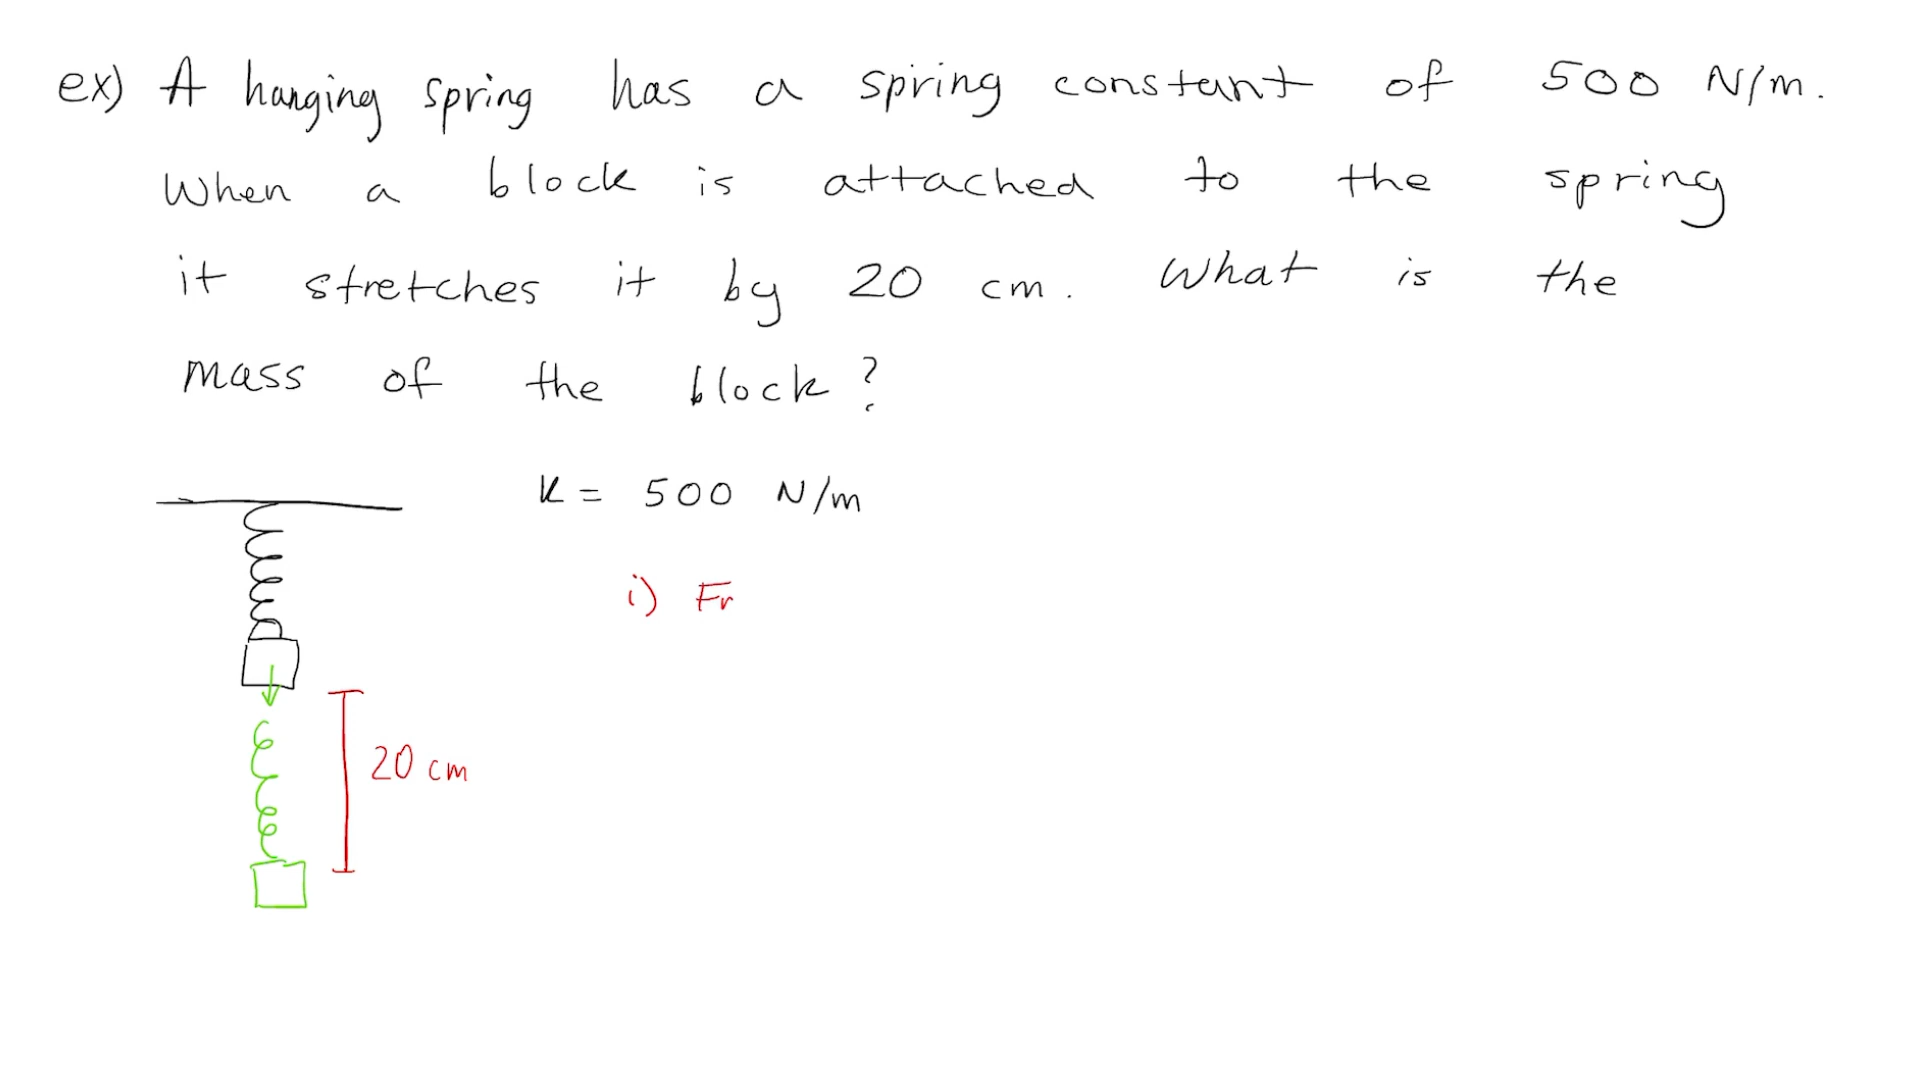 ex) A hanging spring has a spring constant of 500 N/m.
When a block is attached to the spring
it stretches it by 20 cm. What is the
mass of the block?
k = 500 N/m
i) Fr
20 cm